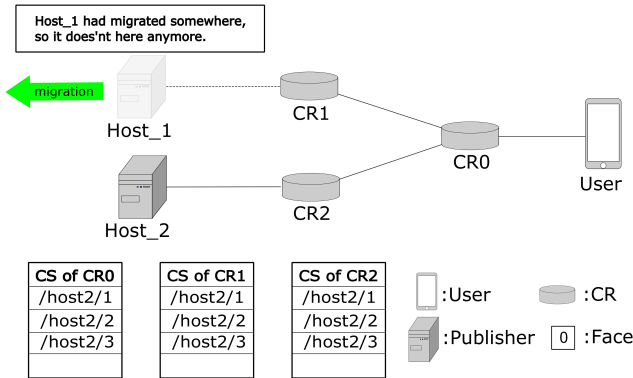 Host_1 had migrated somewhere,
so it does'nt here anymore.
migration
Host_1
CR1
CR0
User
Host_2
CR2
CS of CR0
/host2/1
/host2/2
/host2/3
CS of CR1
/host2/1
/host2/2
/host2/3
CS of CR2
/host2/1
/host2/2
/host2/3
:User
:CR
:Publisher
0 :Face